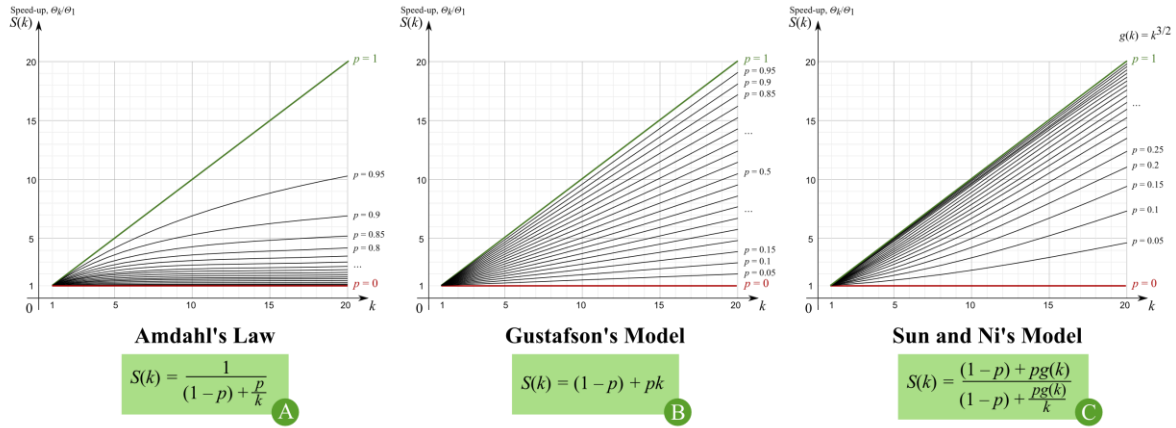 Speed-up, Θk/Θ1
S(k)
20
15
10
5
1
0
1
5
10
15
20
k
p = 1
p = 0.95
p = 0.9
p = 0.85
p = 0.8
...
p = 0
Amdahl's Law
S(k) = 1 / ((1 – p) + p/k)
A
Speed-up, Θk/Θ1
S(k)
20
15
10
5
1
0
1
5
10
15
20
k
p = 1
p = 0.95
p = 0.9
p = 0.85
...
p = 0.5
...
p = 0.15
p = 0.1
p = 0.05
p = 0
Gustafson's Model
S(k) = (1 – p) + pk
B
Speed-up, Θk/Θ1
S(k)
g(k) = k^3/2
20
15
10
5
1
0
1
5
10
15
20
k
p = 1
...
p = 0.25
p = 0.2
p = 0.15
p = 0.1
p = 0.05
p = 0
Sun and Ni's Model
S(k) = ((1 – p) + pg(k)) / ((1 – p) + pg(k)/k)
C